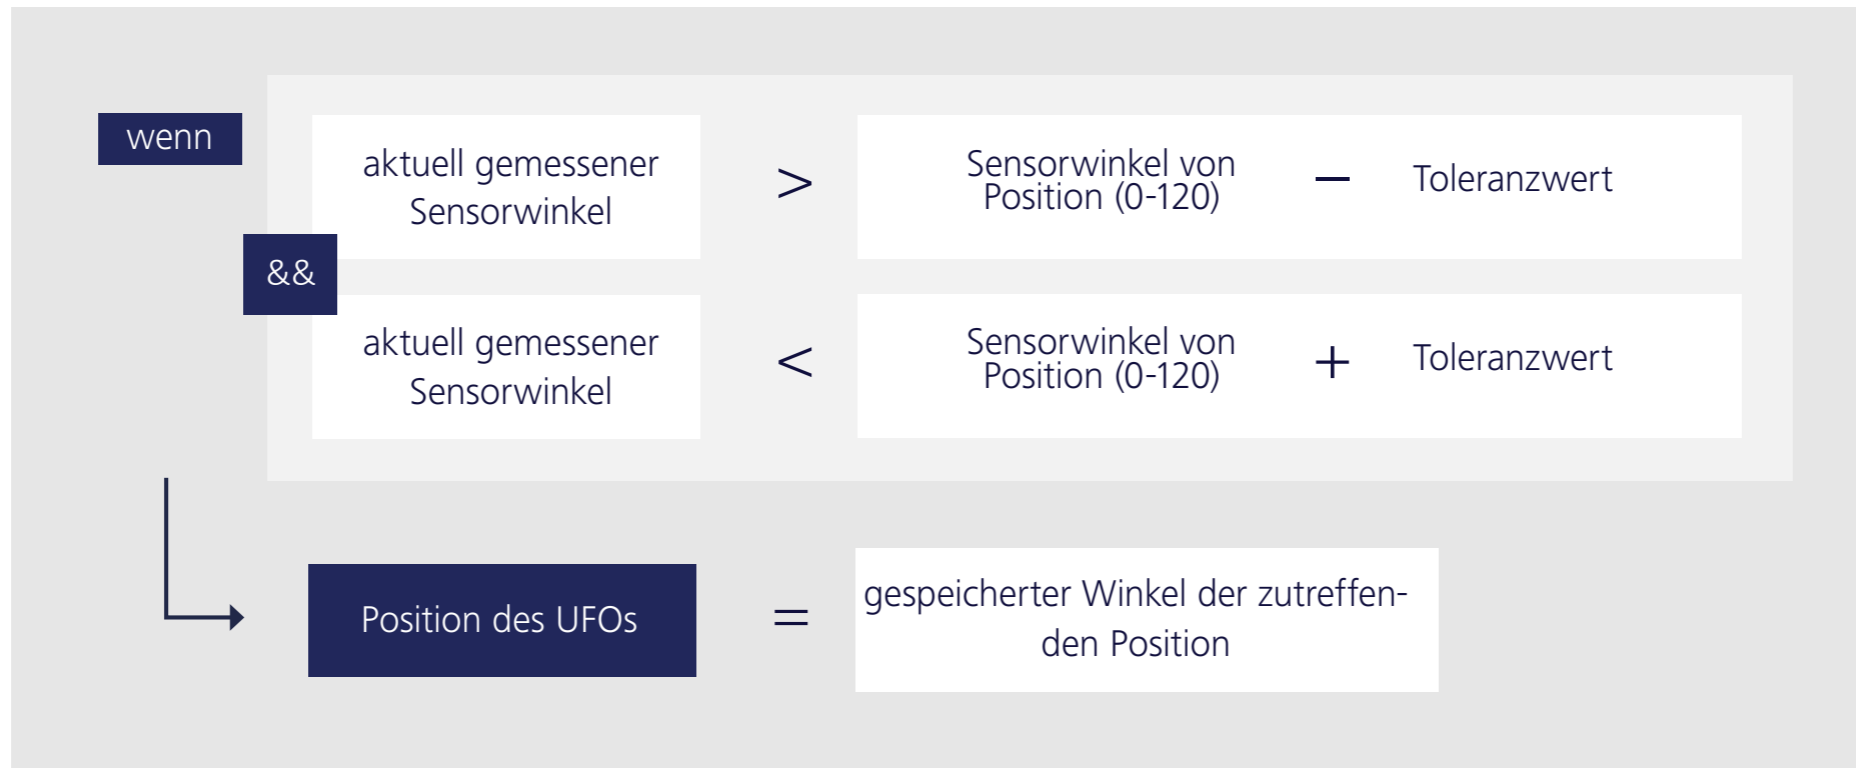 wenn
aktuell gemessener
Sensorwinkel
>
Sensorwinkel von
Position (0-120)
–
Toleranzwert
&&
aktuell gemessener
Sensorwinkel
<
Sensorwinkel von
Position (0-120)
+
Toleranzwert
Position des UFOs
=
gespeicherter Winkel der zutreffen-
den Position